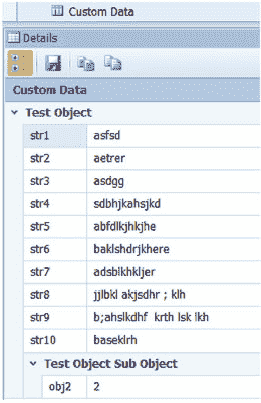 Custom Data
Details
Custom Data
Test Object
str1 asfsd
str2 aetrer
str3 asdgg
str4 sdbhjkahsjkd
str5 abfdlkjhkjhe
str6 baklshdrjkhere
str7 adsblkhkljer
str8 jjlbkl akjjsdhr ; klh
str9 b;ahslkdhf krth lsk lkh
str10 baseklrh
Test Object Sub Object
obj2 2